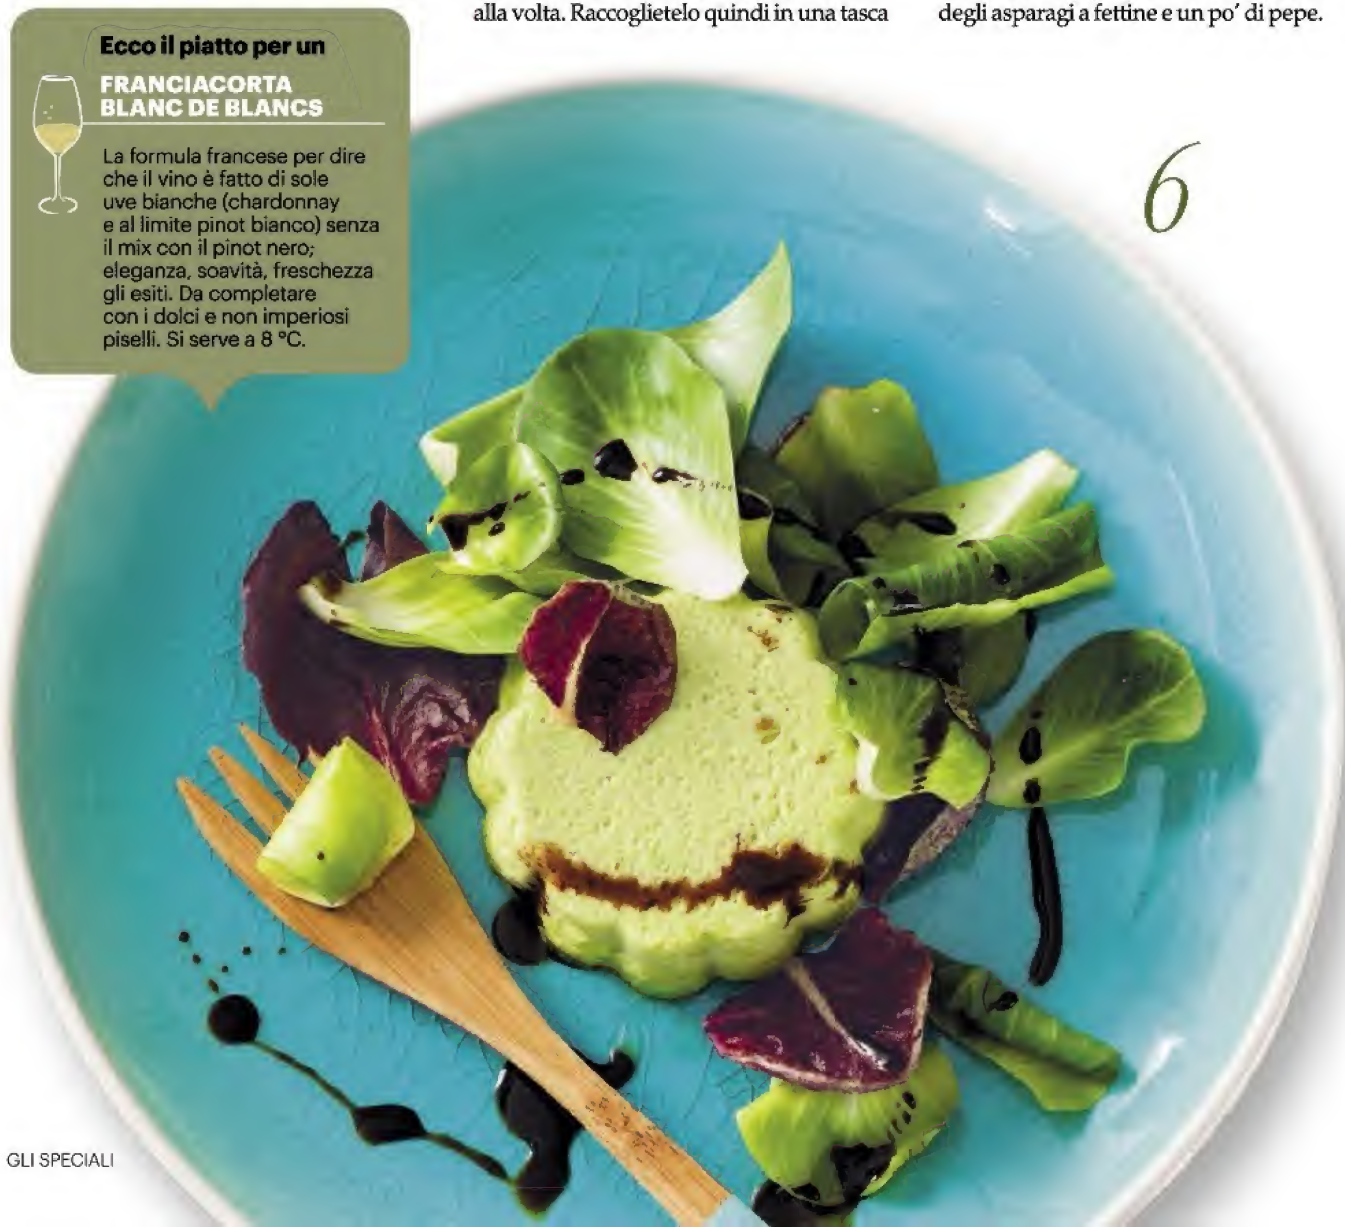 alla volta. Raccoglietelo quindi in una tasca
degli asparagi a fettine e un po' di pepe.
Ecco il piatto per un
FRANCIACORTA
BLANC DE BLANCS
La formula francese per dire
che il vino è fatto di sole
uve bianche (chardonnay
e al limite pinot bianco) senza
il mix con il pinot nero;
eleganza, soavità, freschezza
gli esiti. Da completare
con i dolci e non imperiosi
piselli. Si serve a 8 °C.
6
GLI SPECIALI